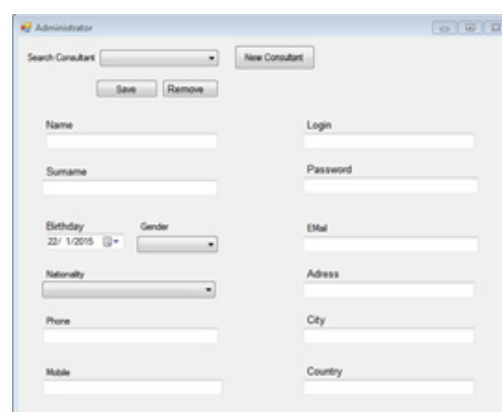 Administrator
Search Consultant
New Consultant
Save Remove
Name
Login
Surname
Password
Birthday Gender
EMail
22/ 1/2015
Nationality
Adress
Phone
City
Mobile
Country